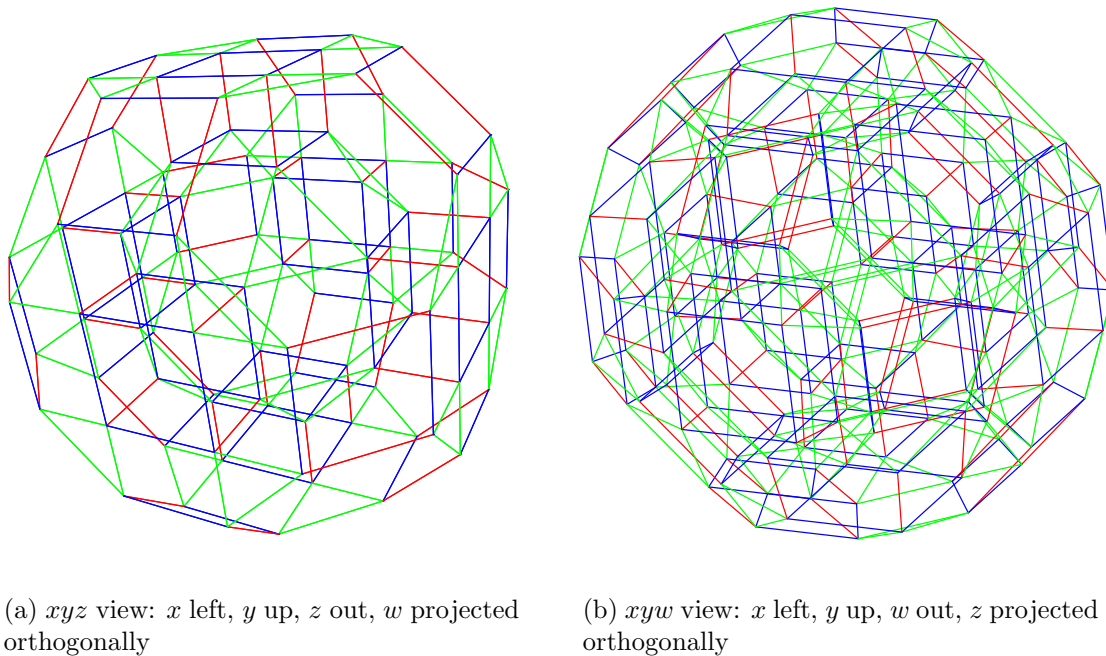 (a) xyz view: x left, y up, z out, w projected
orthogonally
(b) xyw view: x left, y up, w out, z projected
orthogonally